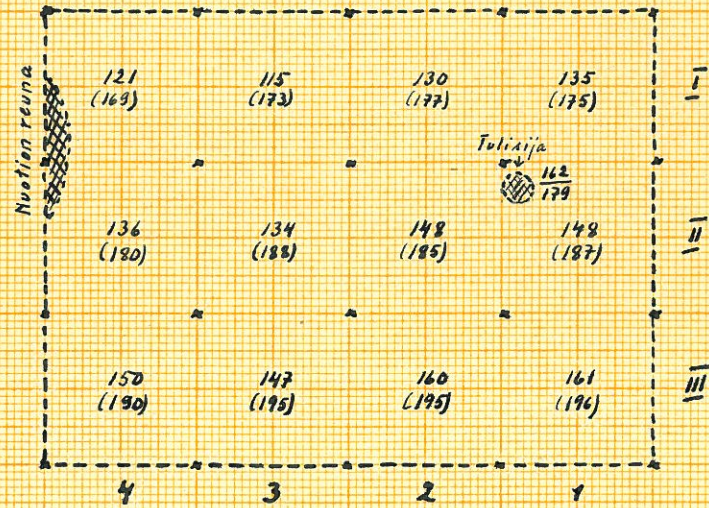 121 115 130 135 I
(169) (173) (177) (175)
Nuotion reuna
Tulisija
162
179
136 134 148 148 II
(180) (188) (185) (187)
150 147 160 161 III
(190) (195) (195) (196)
4 3 2 1